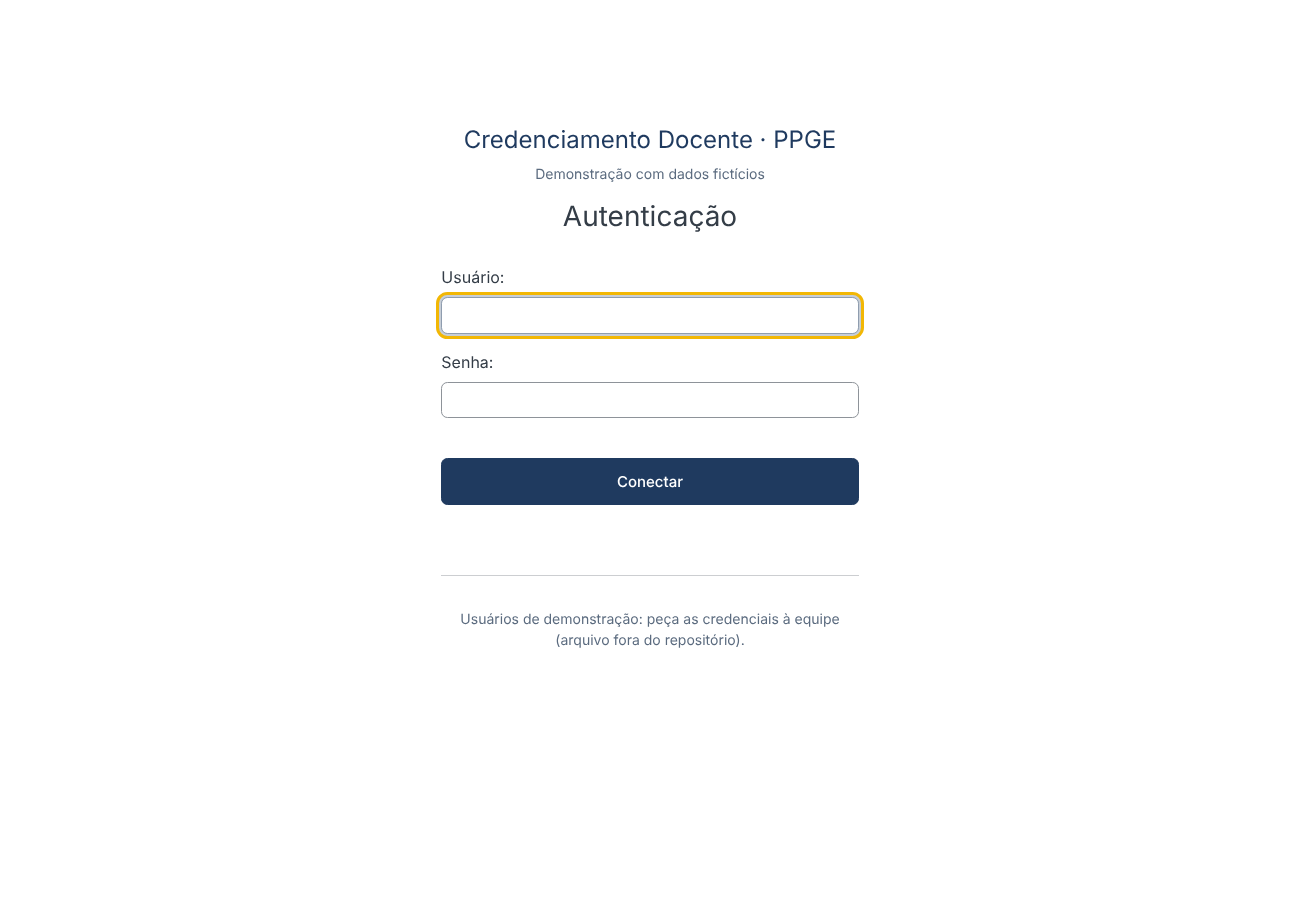 Credenciamento Docente · PPGE
Demonstração com dados fictícios
Autenticação
Usuário:
Senha:
Conectar
Usuários de demonstração: peça as credenciais à equipe
(arquivo fora do repositório).